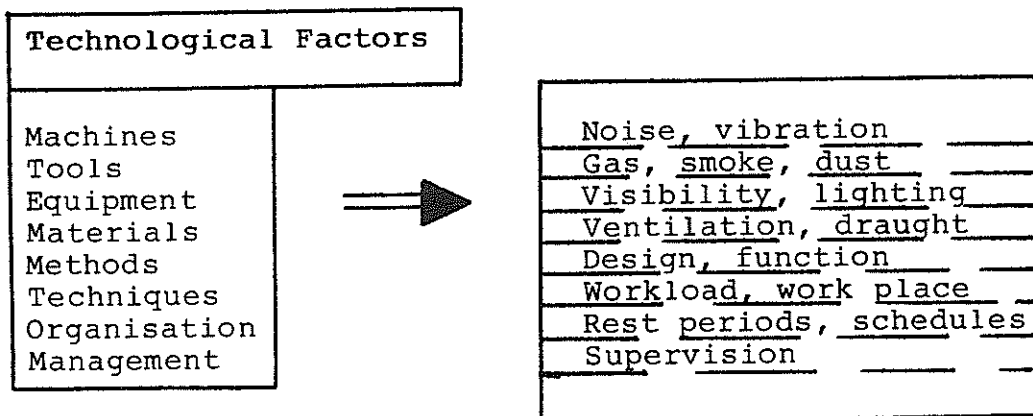 Technological Factors
Machines
Tools
Equipment
Materials
Methods
Techniques
Organisation
Management
Noise, vibration
Gas, smoke, dust
Visibility, lighting
Ventilation, draught
Design, function
Workload, work place
Rest periods, schedules
Supervision